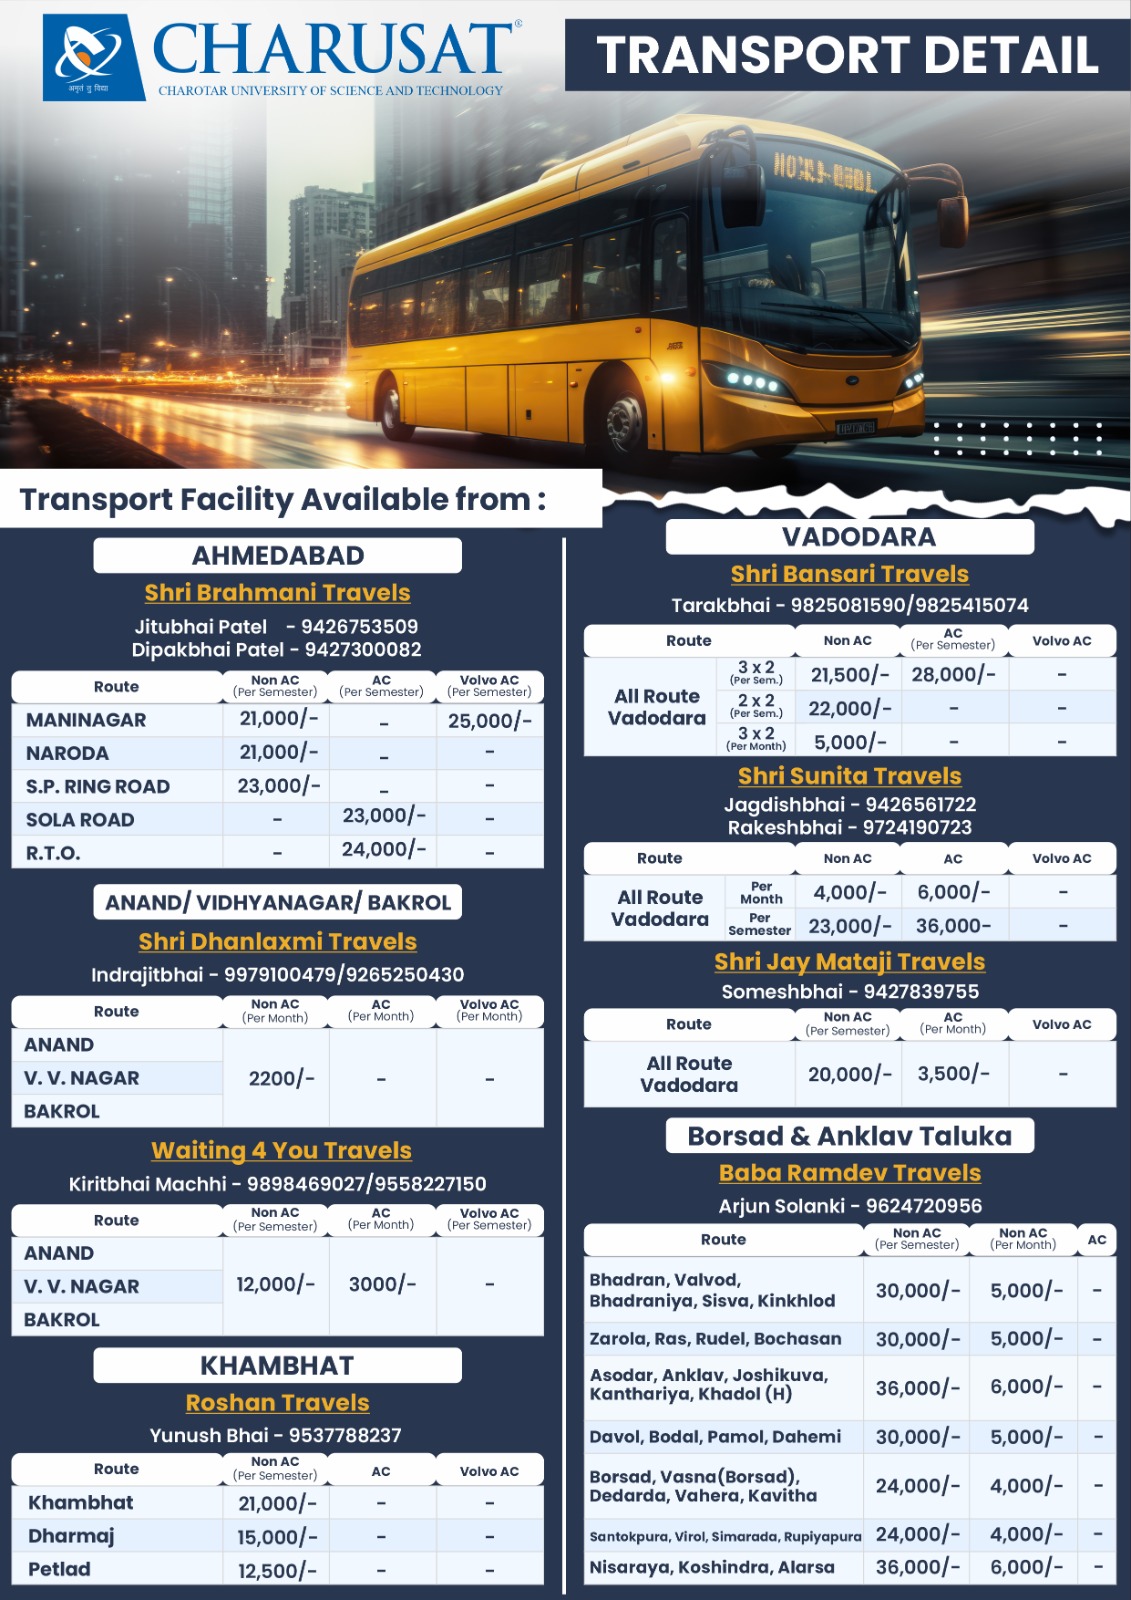 अमृतं तु विद्या
CHARUSAT®
CHAROTAR UNIVERSITY OF SCIENCE AND TECHNOLOGY
TRANSPORT DETAIL
Transport Facility Available from :
AHMEDABAD
Shri Brahmani Travels
Jitubhai Patel - 9426753509
Dipakbhai Patel - 9427300082
Route Non AC (Per Semester) AC (Per Semester) Volvo AC (Per Semester)
MANINAGAR 21,000/- - 25,000/-
NARODA 21,000/- - -
S.P. RING ROAD 23,000/- - -
SOLA ROAD - 23,000/- -
R.T.O. - 24,000/- -
ANAND/ VIDHYANAGAR/ BAKROL
Shri Dhanlaxmi Travels
Indrajitbhai - 9979100479/9265250430
Route Non AC (Per Month) AC (Per Month) Volvo AC (Per Month)
ANAND
V. V. NAGAR 2200/- - -
BAKROL
Waiting 4 You Travels
Kiritbhai Machhi - 9898469027/9558227150
Route Non AC (Per Semester) AC (Per Month) Volvo AC (Per Semester)
ANAND
V. V. NAGAR 12,000/- 3000/- -
BAKROL
KHAMBHAT
Roshan Travels
Yunush Bhai - 9537788237
Route Non AC (Per Semester) AC Volvo AC
Khambhat 21,000/- - -
Dharmaj 15,000/- - -
Petlad 12,500/- - -
VADODARA
Shri Bansari Travels
Tarakbhai - 9825081590/9825415074
Route Non AC AC (Per Semester) Volvo AC
All Route Vadodara
3 x 2 (Per Sem.) 21,500/- 28,000/- -
2 x 2 (Per Sem.) 22,000/- - -
3 x 2 (Per Month) 5,000/- - -
Shri Sunita Travels
Jagdishbhai - 9426561722
Rakeshbhai - 9724190723
Route Non AC AC Volvo AC
All Route Vadodara
Per Month 4,000/- 6,000/- -
Per Semester 23,000/- 36,000- -
Shri Jay Mataji Travels
Someshbhai - 9427839755
Route Non AC (Per Semester) AC (Per Month) Volvo AC
All Route Vadodara 20,000/- 3,500/- -
Borsad & Anklav Taluka
Baba Ramdev Travels
Arjun Solanki - 9624720956
Route Non AC (Per Semester) Non AC (Per Month) AC
Bhadran, Valvod,
Bhadraniya, Sisva, Kinkhlod 30,000/- 5,000/- -
Zarola, Ras, Rudel, Bochasan 30,000/- 5,000/- -
Asodar, Anklav, Joshikuva,
Kanthariya, Khadol (H) 36,000/- 6,000/- -
Davol, Bodal, Pamol, Dahemi 30,000/- 5,000/- -
Borsad, Vasna(Borsad),
Dedarda, Vahera, Kavitha 24,000/- 4,000/- -
Santokpura, Virol, Simarada, Rupiyapura 24,000/- 4,000/- -
Nisaraya, Koshindra, Alarsa 36,000/- 6,000/- -